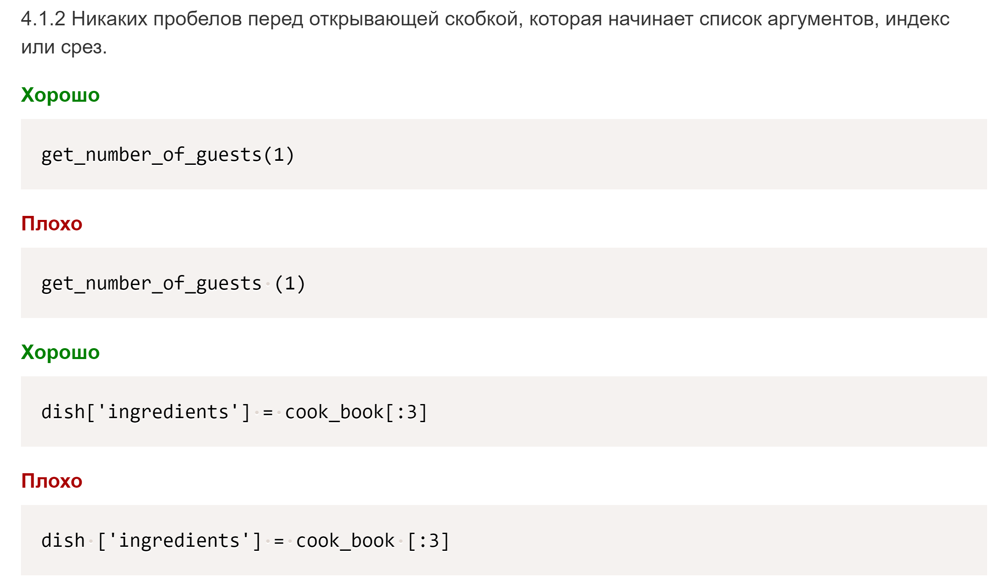 4.1.2 Никаких пробелов перед открывающей скобкой, которая начинает список аргументов, индекс
или срез.
Хорошо
get_number_of_guests(1)
Плохо
get_number_of_guests·(1)
Хорошо
dish['ingredients']·=·cook_book[:3]
Плохо
dish·['ingredients']·=·cook_book·[:3]